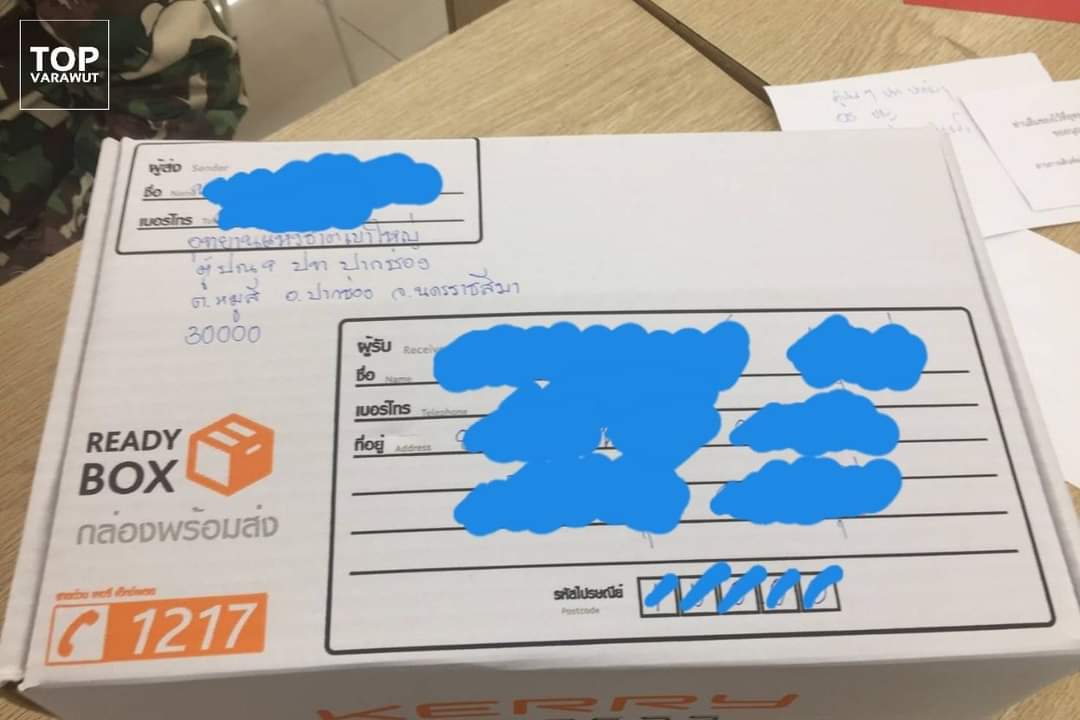 TOP
VARAWUT
ผู้ส่ง Sender
ชื่อ Name
เบอร์โทร
อุทยานแห่งชาติเขาใหญ่
ตู้ ปณ 9 ปท ปากช่อง
ต. หมูสี อ. ปากช่อง จ. นครราชสีมา
30000
ผู้รับ
ชื่อ Name
เบอร์โทร Telephone
ที่อยู่ Address
รหัสไปรษณีย์
Postcode
READY
BOX
กล่องพร้อมส่ง
1217
KERRY